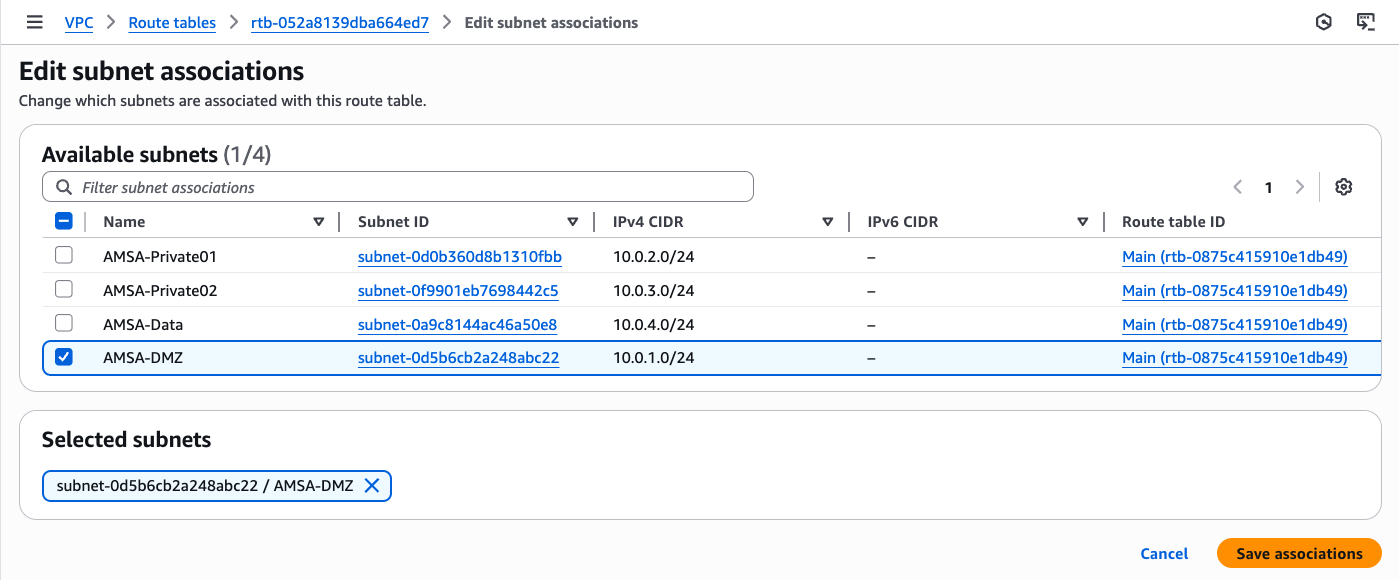 VPC > Route tables > rtb-052a8139dba664ed7 > Edit subnet associations
Edit subnet associations
Change which subnets are associated with this route table.
Available subnets (1/4)
Filter subnet associations
1
Name Subnet ID IPv4 CIDR IPv6 CIDR Route table ID
AMSA-Private01 subnet-0d0b360d8b1310fbb 10.0.2.0/24 – Main (rtb-0875c415910e1db49)
AMSA-Private02 subnet-0f9901eb7698442c5 10.0.3.0/24 – Main (rtb-0875c415910e1db49)
AMSA-Data subnet-0a9c8144ac46a50e8 10.0.4.0/24 – Main (rtb-0875c415910e1db49)
AMSA-DMZ subnet-0d5b6cb2a248abc22 10.0.1.0/24 – Main (rtb-0875c415910e1db49)
Selected subnets
subnet-0d5b6cb2a248abc22 / AMSA-DMZ
Cancel Save associations